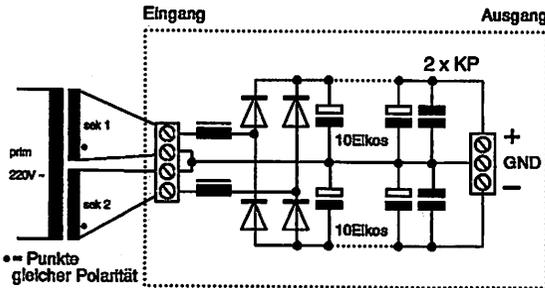 Eingang
Ausgang
2 x KP
sek 1
prim
220V ~
sek 2
10Elkos
10Elkos
+
GND
–
• = Punkte
gleicher Polarität